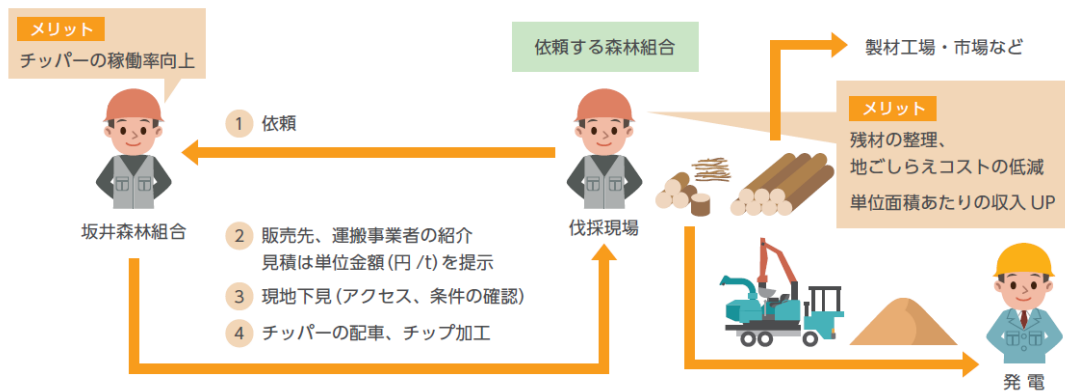 メリット
チッパーの稼働率向上
坂井森林組合
① 依頼
② 販売先、運搬事業者の紹介
見積は単位金額(円 /t)を提示
③ 現地下見(アクセス、条件の確認)
④ チッパーの配車、チップ加工
依頼する森林組合
伐採現場
製材工場・市場など
メリット
残材の整理、
地ごしらえコストの低減
単位面積あたりの収入 UP
発 電